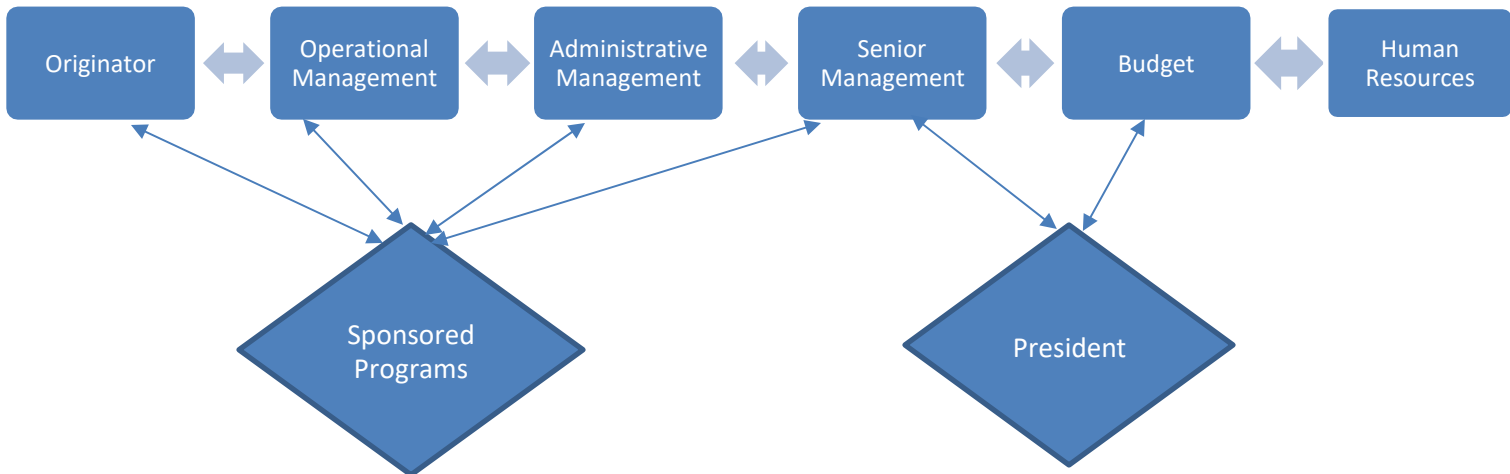 Originator
Operational
Management
Administrative
Management
Senior
Management
Budget
Human
Resources
Sponsored
Programs
President